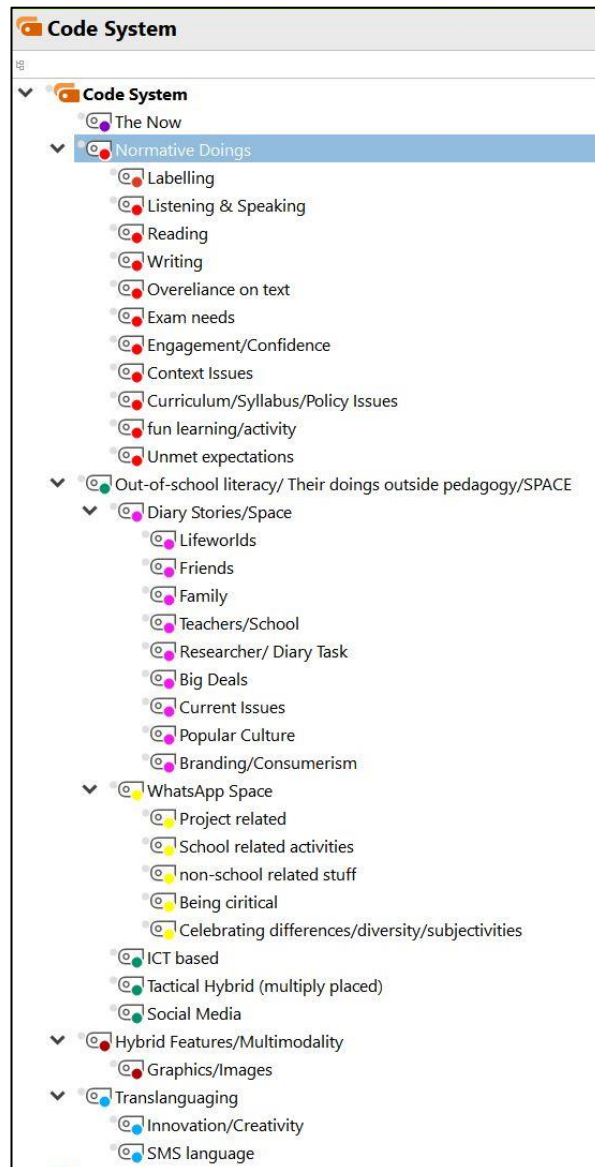 Code System
Code System
The Now
Normative Doings
Labelling
Listening & Speaking
Reading
Writing
Overeliance on text
Exam needs
Engagement/Confidence
Context Issues
Curriculum/Syllabus/Policy Issues
fun learning/activity
Unmet expectations
Out-of-school literacy/ Their doings outside pedagogy/SPACE
Diary Stories/Space
Lifeworlds
Friends
Family
Teachers/School
Researcher/ Diary Task
Big Deals
Current Issues
Popular Culture
Branding/Consumerism
WhatsApp Space
Project related
School related activities
non-school related stuff
Being ciritical
Celebrating differences/diversity/subjectivities
ICT based
Tactical Hybrid (multiply placed)
Social Media
Hybrid Features/Multimodality
Graphics/Images
Translanguaging
Innovation/Creativity
SMS language